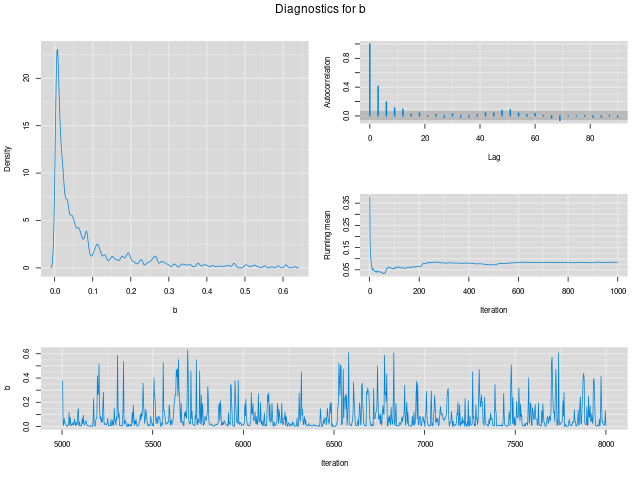 Diagnostics for b
Density
0 5 10 15 20
0.0 0.1 0.2 0.3 0.4 0.5 0.6
b
Autocorrelation
0.0 0.4 0.8
0 20 40 60 80
Lag
Running mean
0.05 0.15 0.25 0.35
0 200 400 600 800 1000
Iteration
b
0.0 0.2 0.4 0.6
5000 5500 6000 6500 7000 7500 8000
Iteration